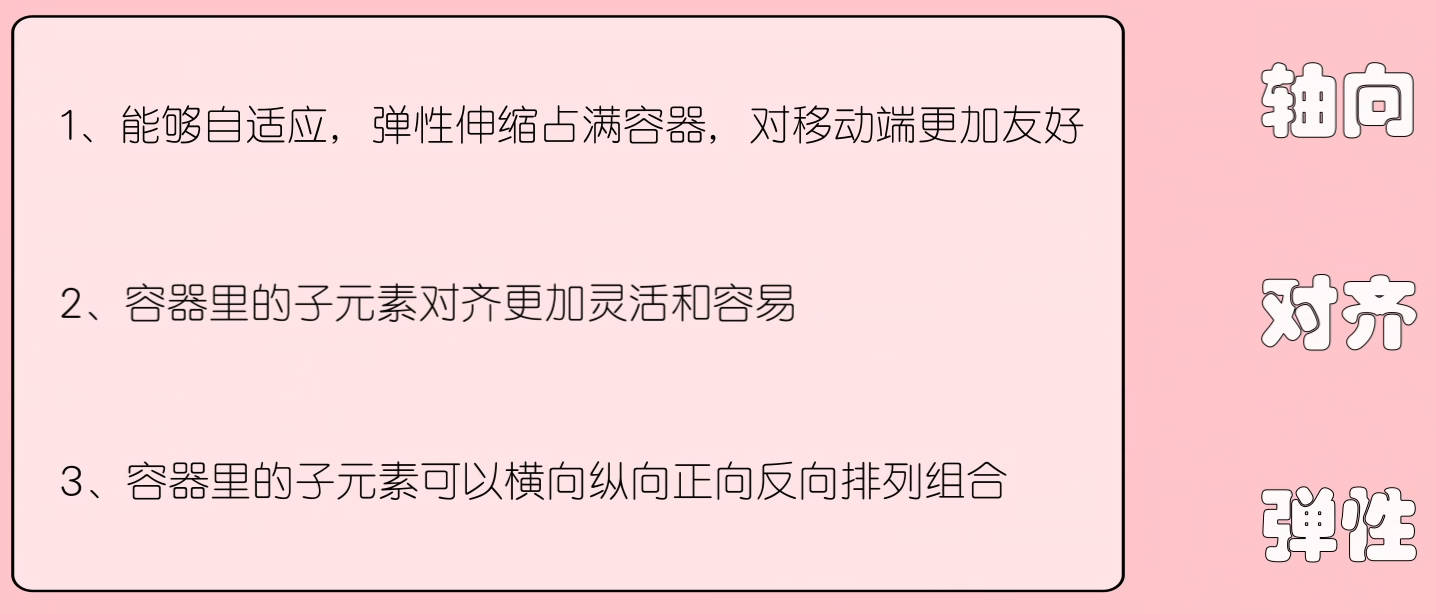 1、能够自适应，弹性伸缩占满容器，对移动端更加友好
2、容器里的子元素对齐更加灵活和容易
3、容器里的子元素可以横向纵向正向反向排列组合
轴向
对齐
弹性